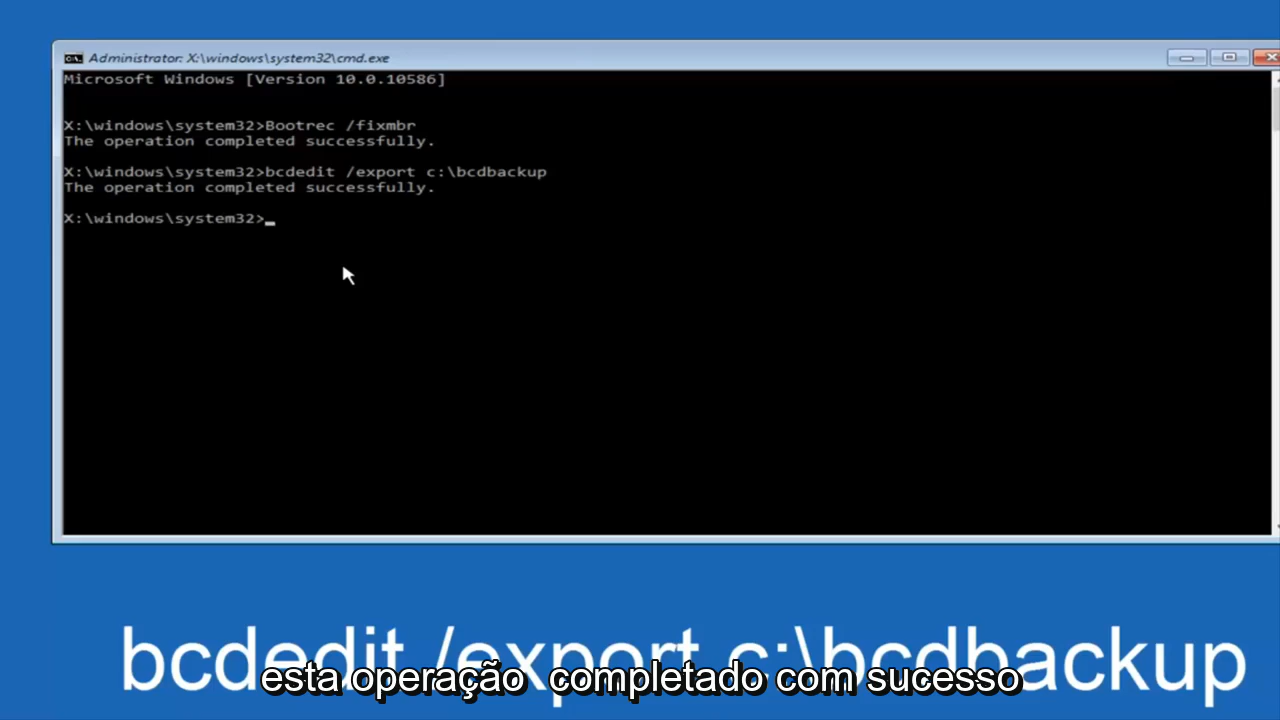 Administrator: X:\windows\system32\cmd.exe
Microsoft Windows [Version 10.0.10586]
X:\windows\system32>Bootrec /fixmbr
The operation completed successfully.
X:\windows\system32>bcdedit /export c:\bcdbackup
The operation completed successfully.
X:\windows\system32>_
bcdedit /export c:\bcdbackup
esta operação completado com sucesso